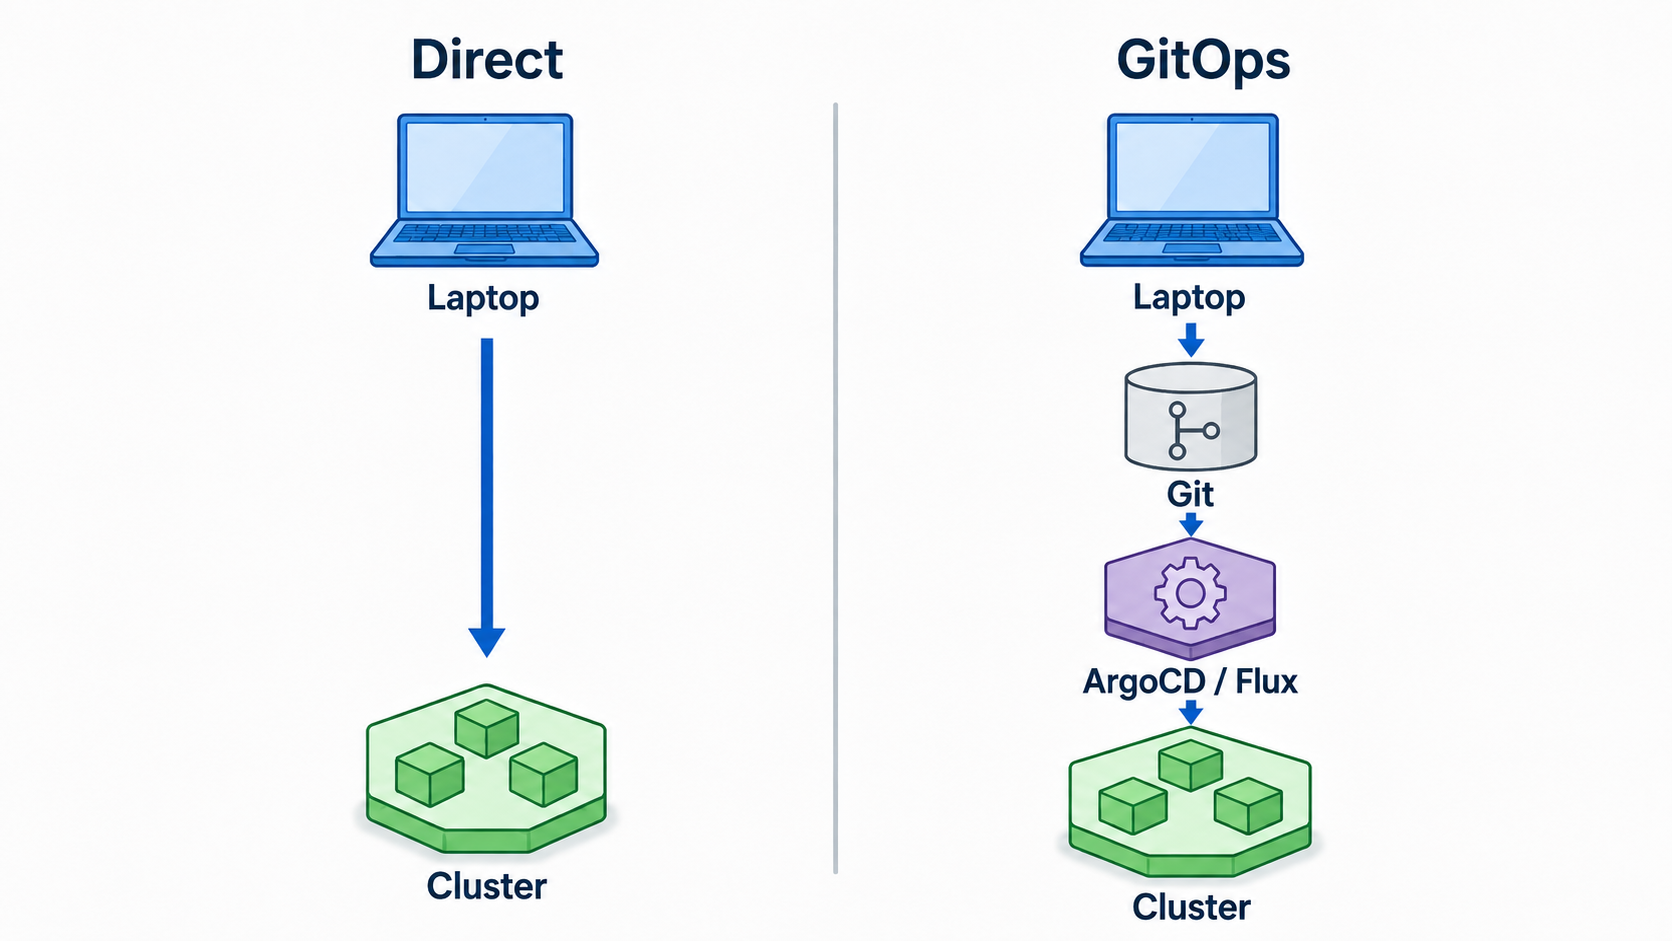 Direct
Laptop
Cluster
GitOps
Laptop
Git
ArgoCD / Flux
Cluster